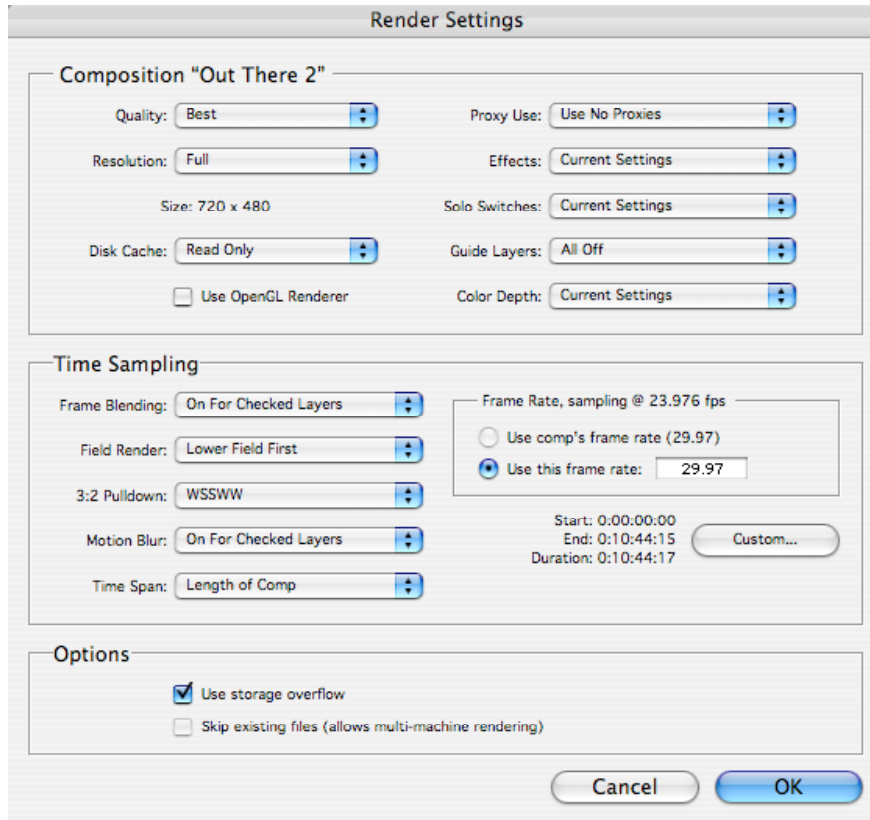 Render Settings
Composition “Out There 2”
Quality: Best
Resolution: Full
Size: 720 x 480
Disk Cache: Read Only
Use OpenGL Renderer
Proxy Use: Use No Proxies
Effects: Current Settings
Solo Switches: Current Settings
Guide Layers: All Off
Color Depth: Current Settings
Time Sampling
Frame Blending: On For Checked Layers
Field Render: Lower Field First
3:2 Pulldown: WSSWW
Motion Blur: On For Checked Layers
Time Span: Length of Comp
Frame Rate, sampling @ 23.976 fps
Use comp's frame rate (29.97)
Use this frame rate: 29.97
Start: 0:00:00:00
End: 0:10:44:15
Duration: 0:10:44:17
Custom...
Options
Use storage overflow
Skip existing files (allows multi-machine rendering)
Cancel
OK